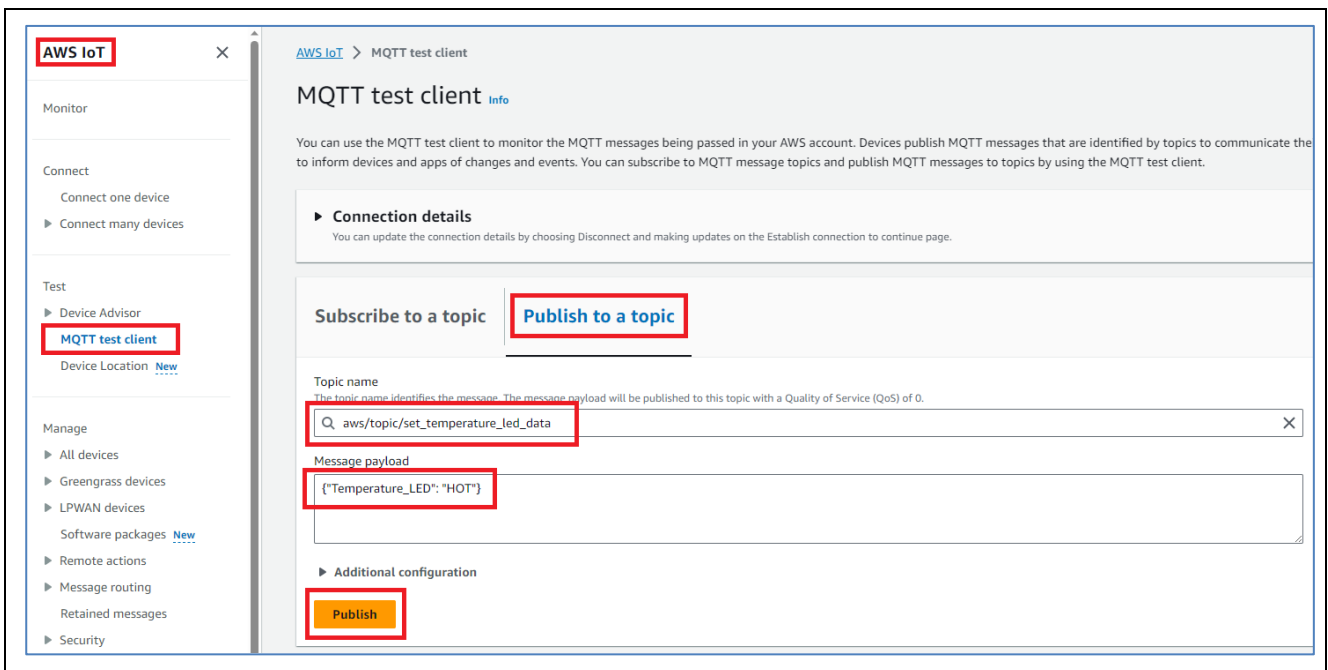 AWS IoT
Monitor
Connect
Connect one device
Connect many devices
Test
Device Advisor
MQTT test client
Device Location New
Manage
All devices
Greengrass devices
LPWAN devices
Software packages New
Remote actions
Message routing
Retained messages
Security
AWS IoT > MQTT test client
MQTT test client Info
You can use the MQTT test client to monitor the MQTT messages being passed in your AWS account. Devices publish MQTT messages that are identified by topics to communicate the
to inform devices and apps of changes and events. You can subscribe to MQTT message topics and publish MQTT messages to topics by using the MQTT test client.
Connection details
You can update the connection details by choosing Disconnect and making updates on the Establish connection to continue page.
Subscribe to a topic
Publish to a topic
Topic name
The topic name identifies the message. The message payload will be published to this topic with a Quality of Service (QoS) of 0.
aws/topic/set_temperature_led_data
Message payload
{"Temperature_LED": "HOT"}
Additional configuration
Publish